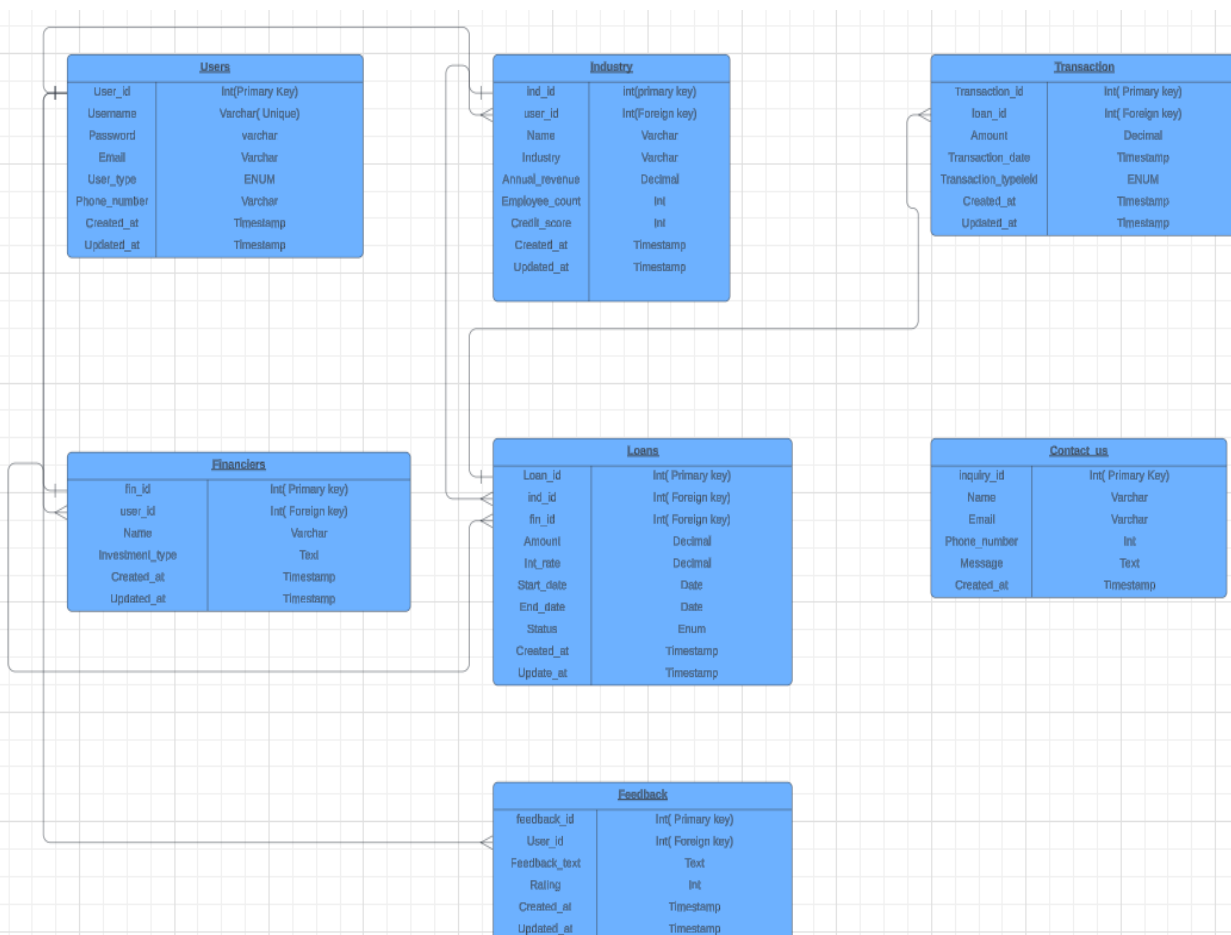 Users
User_id Int(Primary Key)
Username Varchar( Unique)
Password varchar
Email Varchar
User_type ENUM
Phone_number Varchar
Created_at Timestamp
Updated_at Timestamp
Industry
ind_id int(primary key)
user_id Int(Foreign key)
Name Varchar
Industry Varchar
Annual_revenue Decimal
Employee_count Int
Credit_score Int
Created_at Timestamp
Updated_at Timestamp
Transaction
Transaction_id Int( Primary key)
loan_id Int( Foreign key)
Amount Decimal
Transaction_date Timestamp
Transaction_typeield ENUM
Created_at Timestamp
Updated_at Timestamp
Financiers
fin_id Int( Primary key)
user_id Int( Foreign key)
Name Varchar
Investment_type Text
Created_at Timestamp
Updated_at Timestamp
Loans
Loan_id Int( Primary key)
ind_id Int( Foreign key)
fin_id Int( Foreign key)
Amount Decimal
Int_rate Decimal
Start_date Date
End_date Date
Status Enum
Created_at Timestamp
Update_at Timestamp
Contact_us
inquiry_id Int( Primary Key)
Name Varchar
Email Varchar
Phone_number Int
Message Text
Created_at Timestamp
Feedback
feedback_id Int( Primary key)
User_id Int( Foreign key)
Feedback_text Text
Rating Int
Created_at Timestamp
Updated_at Timestamp